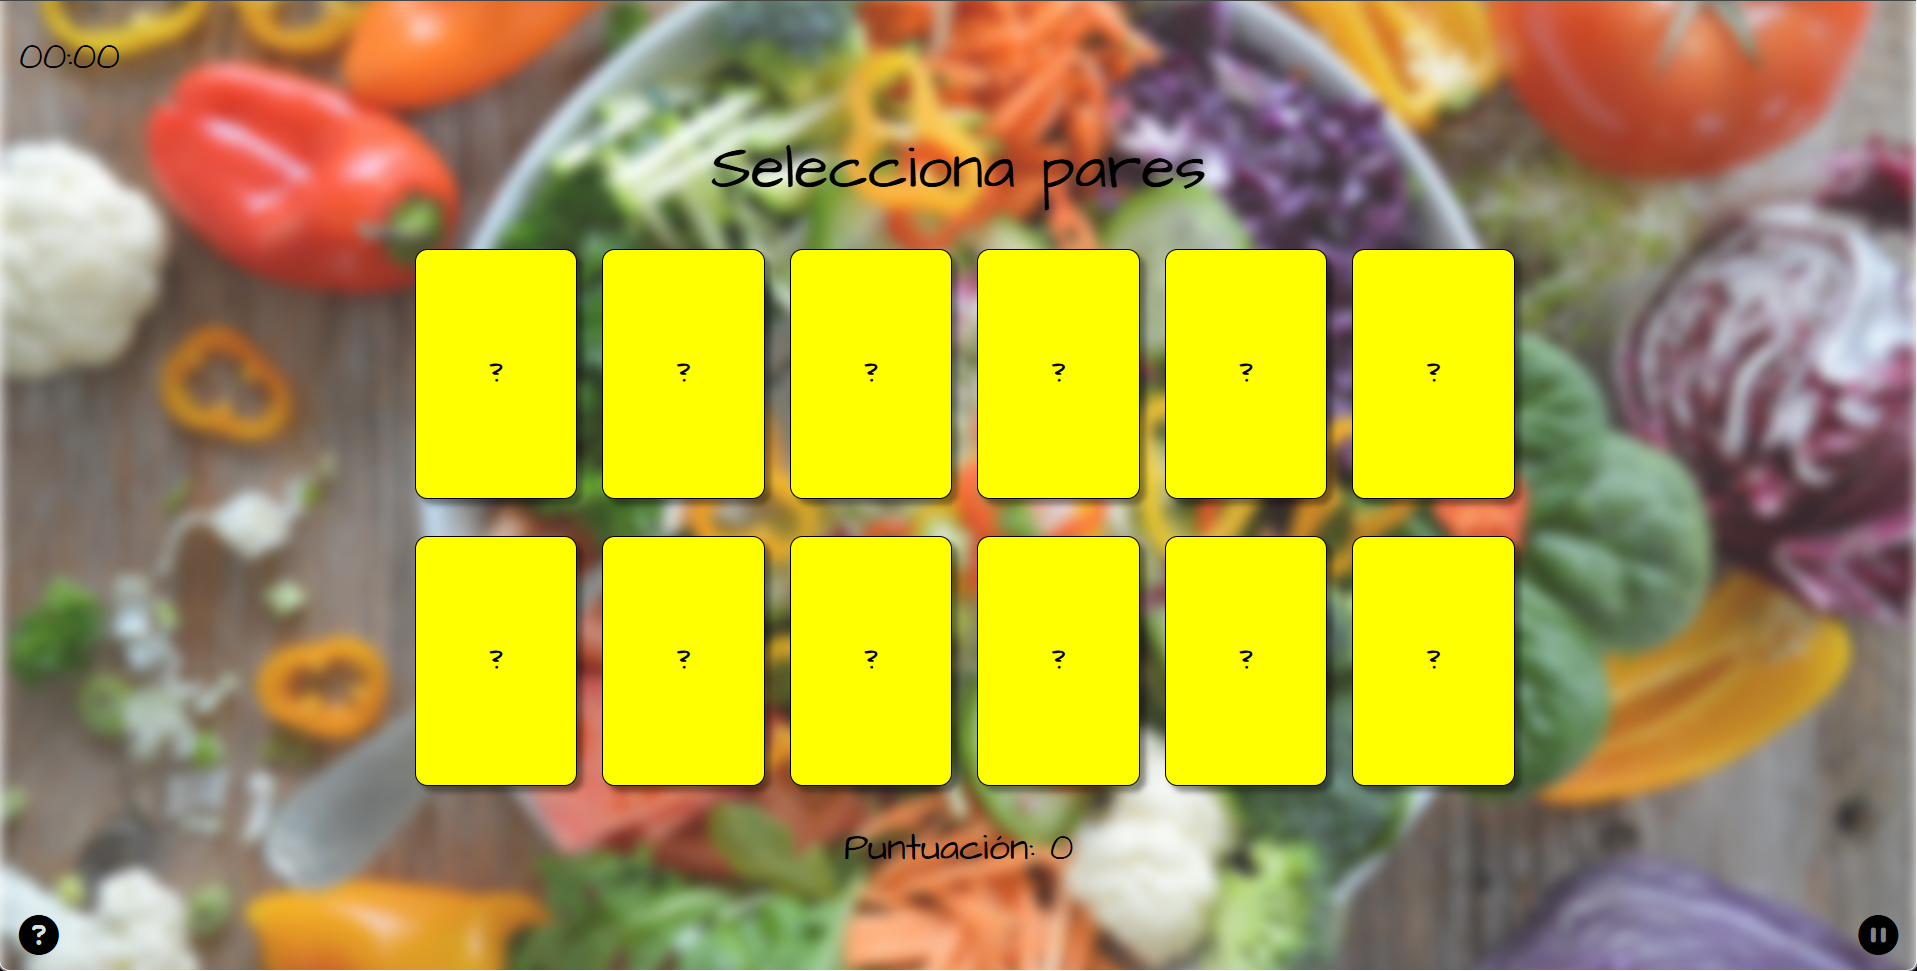 00:00
Selecciona pares
? ? ? ? ? ?
? ? ? ? ? ?
Puntuación: 0
?